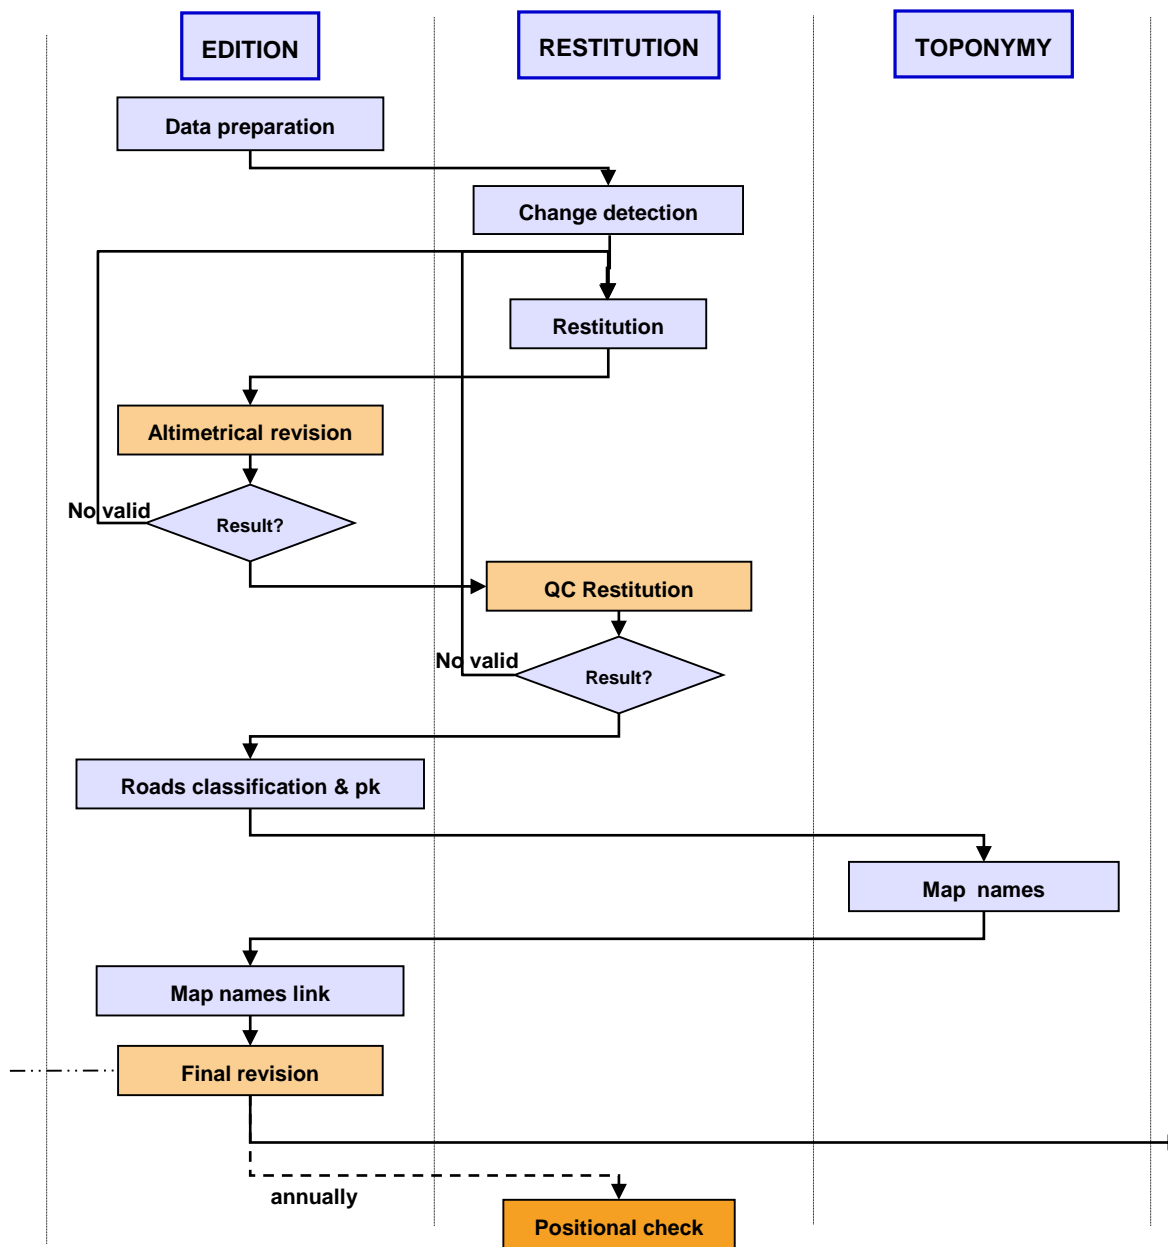 EDITION
RESTITUTION
TOPONYMY
Data preparation
Change detection
Restitution
Altimetrical revision
No valid
Result?
QC Restitution
No valid
Result?
Roads classification & pk
Map names
Map names link
Final revision
annually
Positional check